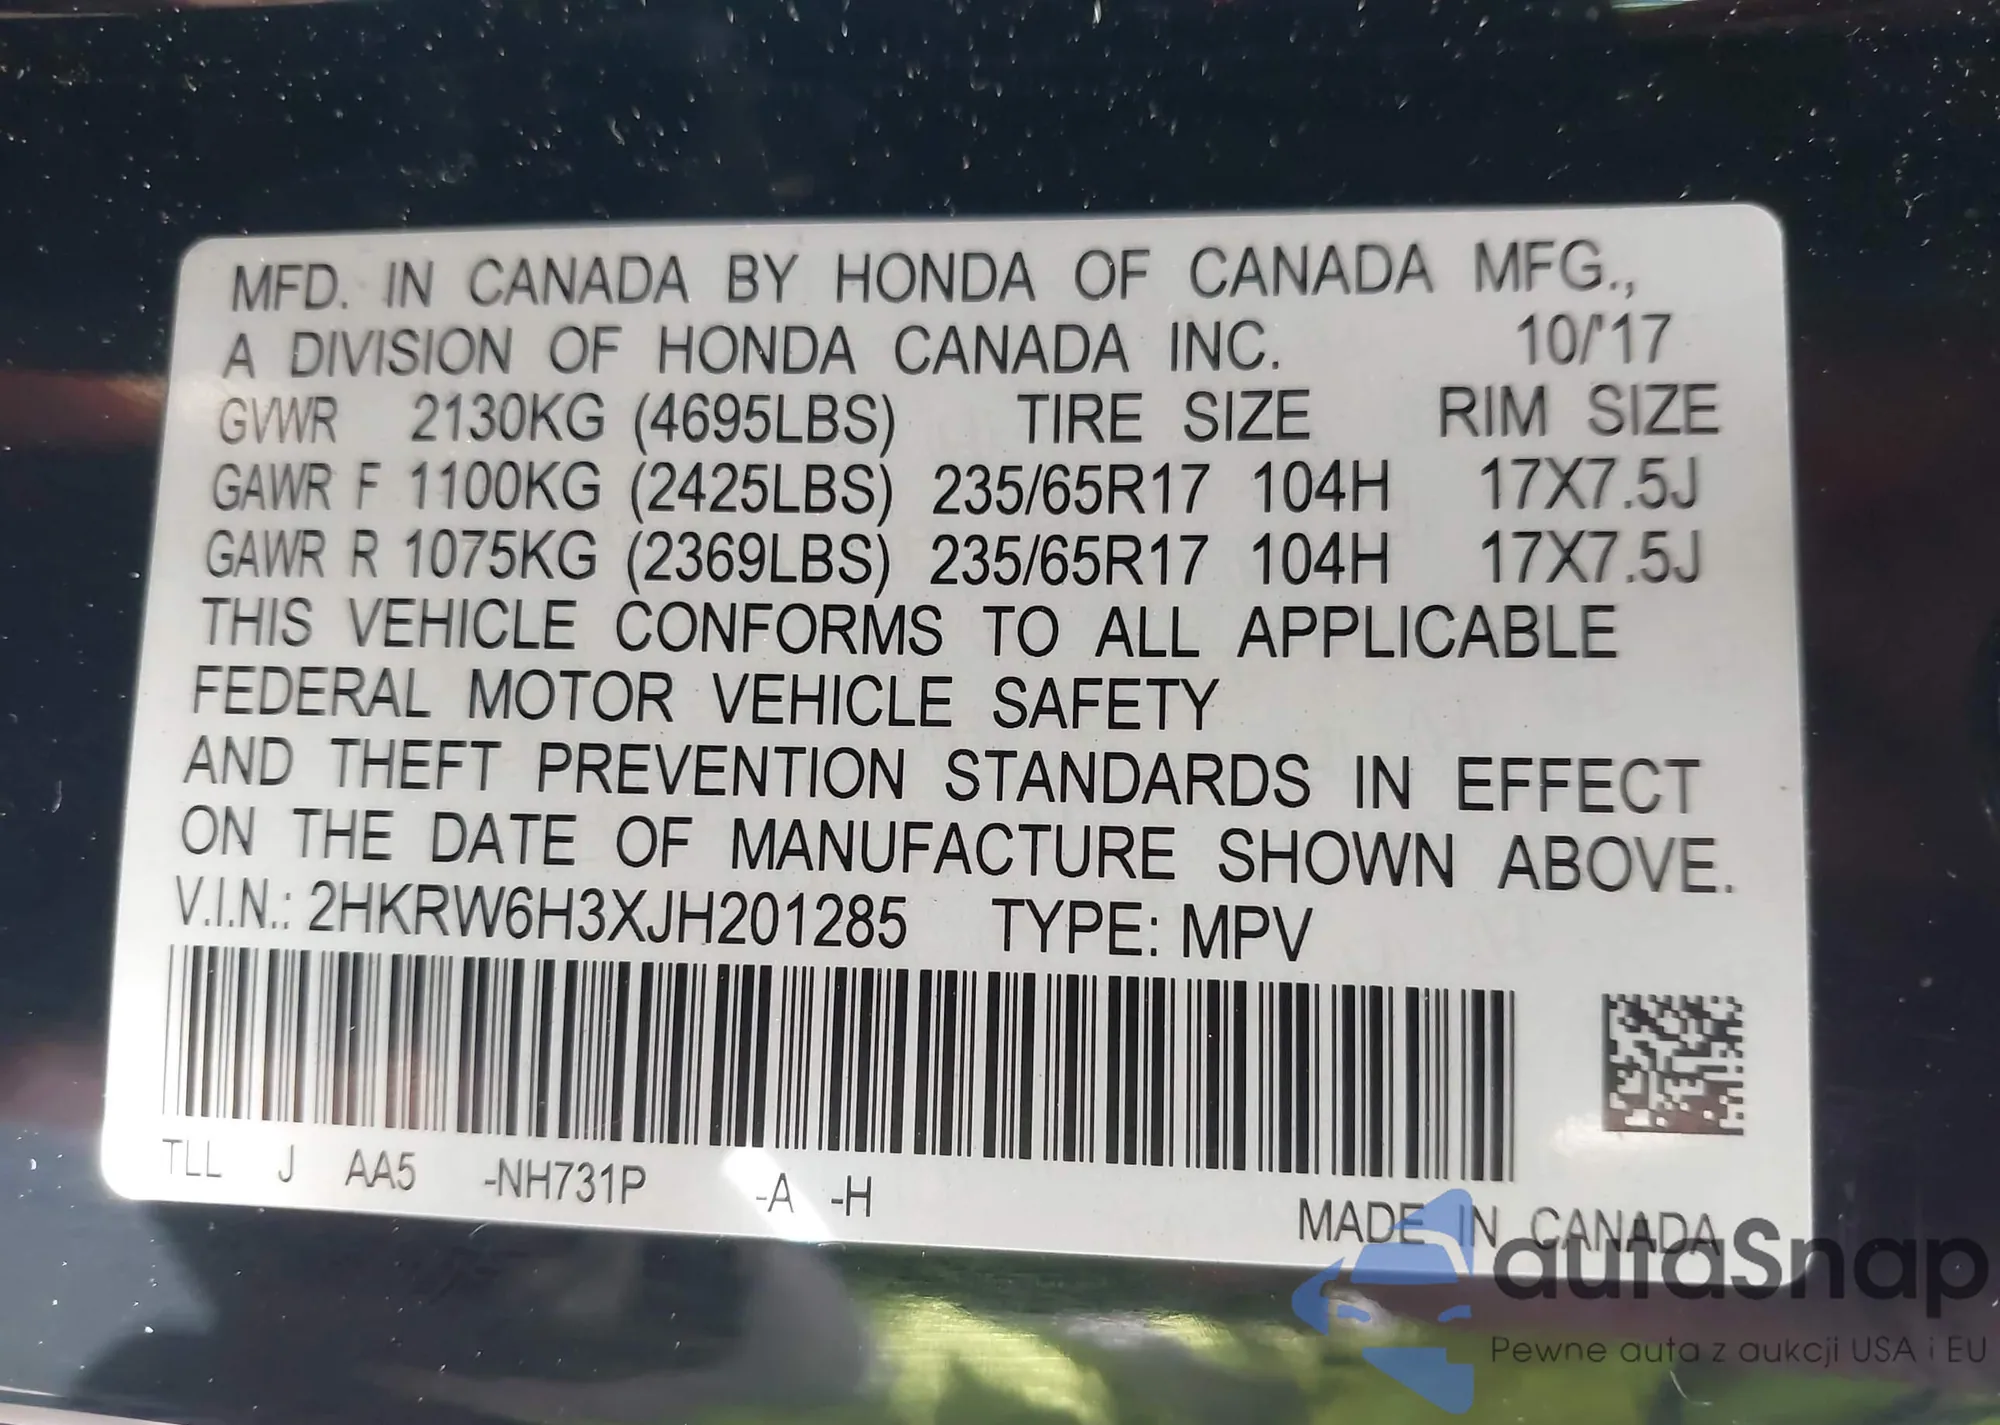 MFD. IN CANADA BY HONDA OF CANADA MFG.,
A DIVISION OF HONDA CANADA INC. 10/'17
GVWR 2130KG (4695LBS) TIRE SIZE RIM SIZE
GAWR F 1100KG (2425LBS) 235/65R17 104H 17X7.5J
GAWR R 1075KG (2369LBS) 235/65R17 104H 17X7.5J
THIS VEHICLE CONFORMS TO ALL APPLICABLE
FEDERAL MOTOR VEHICLE SAFETY
AND THEFT PREVENTION STANDARDS IN EFFECT
ON THE DATE OF MANUFACTURE SHOWN ABOVE.
V.I.N.: 2HKRW6H3XJH201285 TYPE: MPV
TLL J AA5 -NH731P -A -H
MADE IN CANADA
autaSnap
Pewne auta z aukcji USA i EU